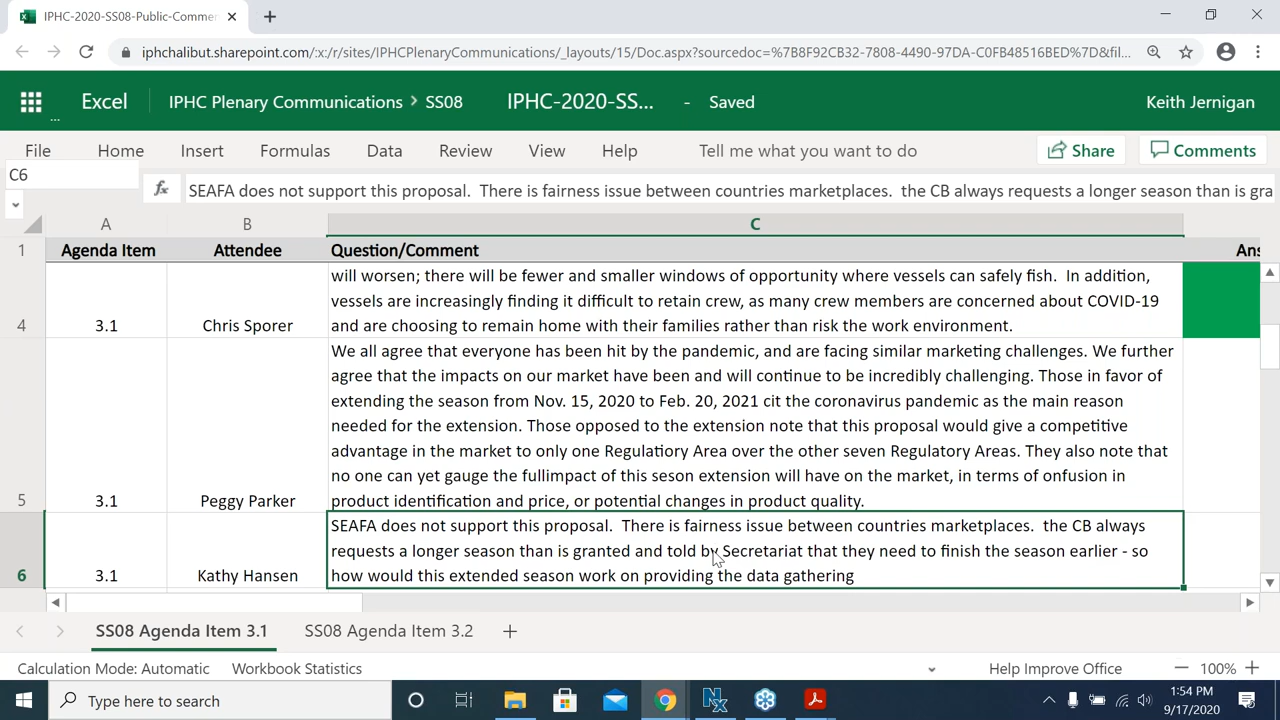 IPHC-2020-SS08-Public-Commen
iphchalibut.sharepoint.com/:x:/r/sites/IPHCPlenaryCommunications/_layouts/15/Doc.aspx?sourcedoc=%7B8F92CB32-7808-4490-97DA-C0FB48516BED%7D&fil...
Excel IPHC Plenary Communications > SS08 IPHC-2020-SS... - Saved Keith Jernigan
...
File Home Insert Formulas Data Review View Help Tell me what you want to do Share Comments
C6
fx SEAFA does not support this proposal. There is fairness issue between countries marketplaces. the CB always requests a longer season than is gra
A B C
1 Agenda Item Attendee Question/Comment Ans
will worsen; there will be fewer and smaller windows of opportunity where vessels can safely fish. In addition,
vessels are increasingly finding it difficult to retain crew, as many crew members are concerned about COVID-19
4 3.1 Chris Sporer and are choosing to remain home with their families rather than risk the work environment.
We all agree that everyone has been hit by the pandemic, and are facing similar marketing challenges. We further
agree that the impacts on our market have been and will continue to be incredibly challenging. Those in favor of
extending the season from Nov. 15, 2020 to Feb. 20, 2021 cit the coronavirus pandemic as the main reason
needed for the extension. Those opposed to the extension note that this proposal would give a competitive
advantage in the market to only one Regulatiory Area over the other seven Regulatory Areas. They also note that
no one can yet gauge the fullimpact of this seson extension will have on the market, in terms of onfusion in
5 3.1 Peggy Parker product identification and price, or potential changes in product quality.
SEAFA does not support this proposal. There is fairness issue between countries marketplaces. the CB always
requests a longer season than is granted and told by Secretariat that they need to finish the season earlier - so
6 3.1 Kathy Hansen how would this extended season work on providing the data gathering
SS08 Agenda Item 3.1 SS08 Agenda Item 3.2
Calculation Mode: Automatic Workbook Statistics Help Improve Office 100%
Type here to search 1:54 PM
9/17/2020